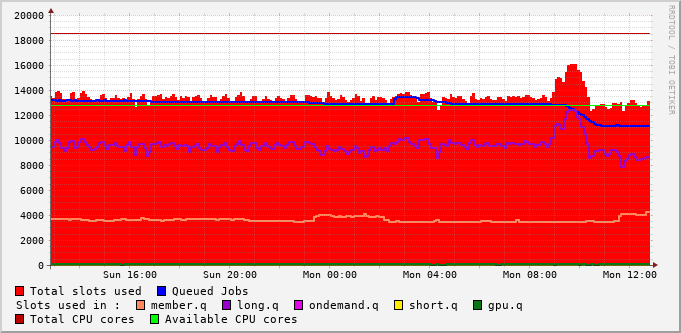 RRDTOOL / TOBI OETIKER
20000
18000
16000
14000
12000
10000
8000
6000
4000
2000
0
Sun 16:00 Sun 20:00 Mon 00:00 Mon 04:00 Mon 08:00 Mon 12:00
Total slots used Queued Jobs
Slots used in : member.q long.q ondemand.q short.q gpu.q
Total CPU cores Available CPU cores